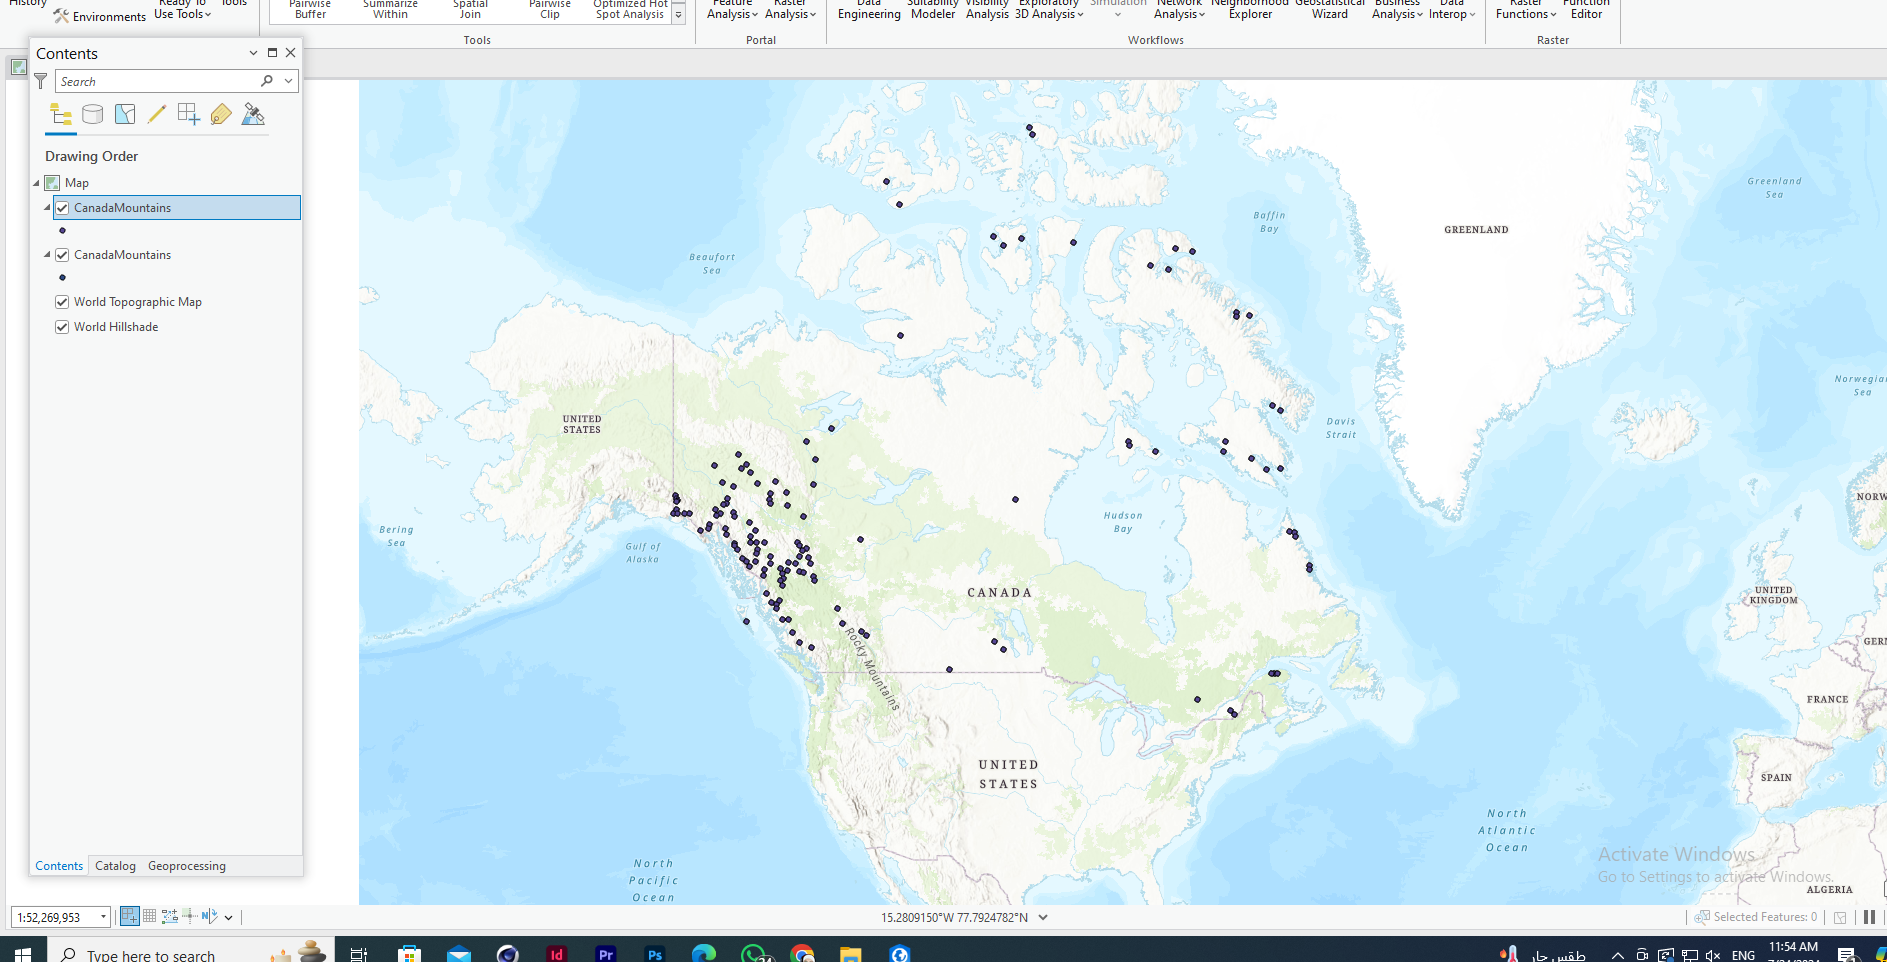 History
Environments
Ready To
Use Tools
Tools
Pairwise
Buffer
Summarize
Within
Spatial
Join
Pairwise
Clip
Optimized Hot
Spot Analysis
Tools
Feature
Analysis
Raster
Analysis
Portal
Data
Engineering
Suitability
Modeler
Visibility
Analysis
Exploratory
3D Analysis
Simulation
Network
Analysis
Neighborhood
Explorer
Geostatistical
Wizard
Business
Analysis
Data
Interop
Workflows
Raster
Functions
Function
Editor
Raster
Contents
Search
Drawing Order
Map
CanadaMountains
CanadaMountains
World Topographic Map
World Hillshade
Contents
Catalog
Geoprocessing
Greenland
Sea
Baffin
Bay
GREENLAND
Beaufort
Sea
Norwegia
Sea
UNITED
STATES
Davis
Strait
NORW
Hudson
Bay
Bering
Sea
Gulf of
Alaska
CANADA
UNITED
KINGDOM
GERI
Rocky Mountains
FRANCE
UNITED
STATES
SPAIN
North
Atlantic
Ocean
North
Pacific
Ocean
Activate Windows
Go to Settings to activate Windows.
ALGERIA
1:52,269,953
15.2809150°W 77.7924782°N
Selected Features: 0
Type here to search
Id
Pr
Ps
24
طقس حار
ENG
11:54 AM